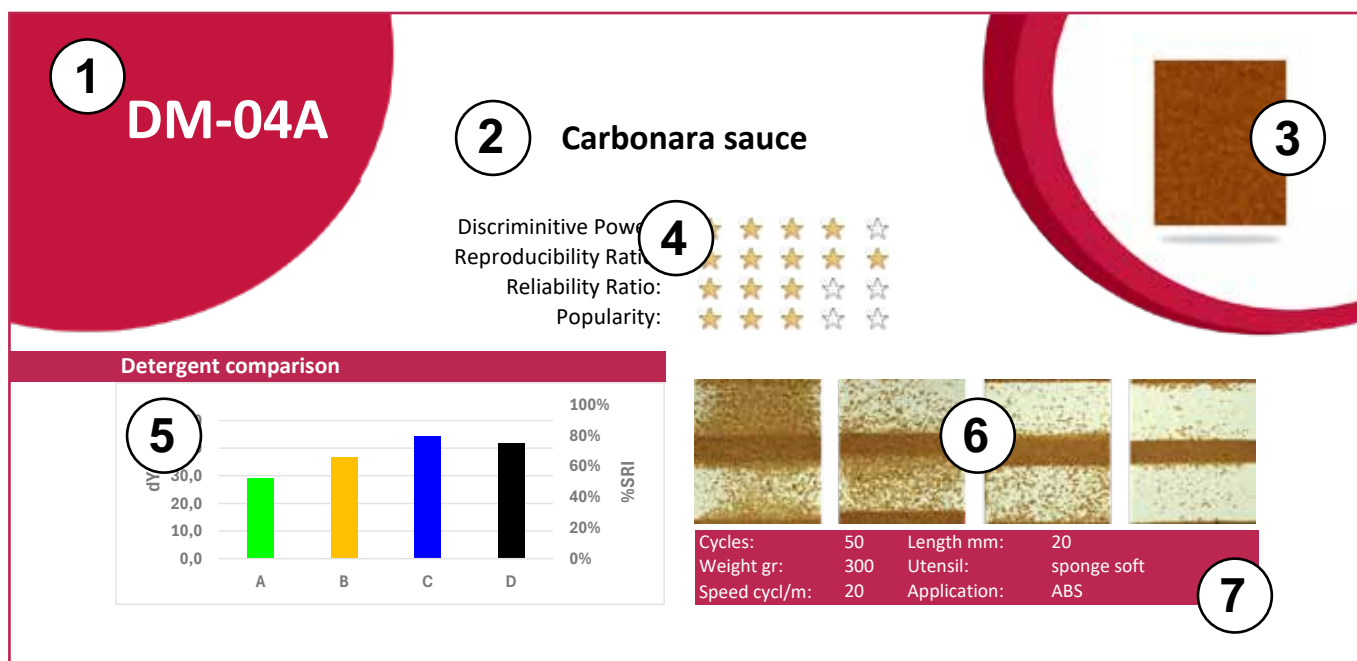 1
DM-04A
2
Carbonara sauce
3
Discriminitive Powe
4
Reproducibility Rati
Reliability Ratio:
Popularity:
Detergent comparison
5
100%
80%
60%
40%
20%
0%
%SRI
dY
30,0
20,0
10,0
0,0
A B C D
6
Cycles: 50 Length mm: 20
Weight gr: 300 Utensil: sponge soft
Speed cycl/m: 20 Application: ABS
7